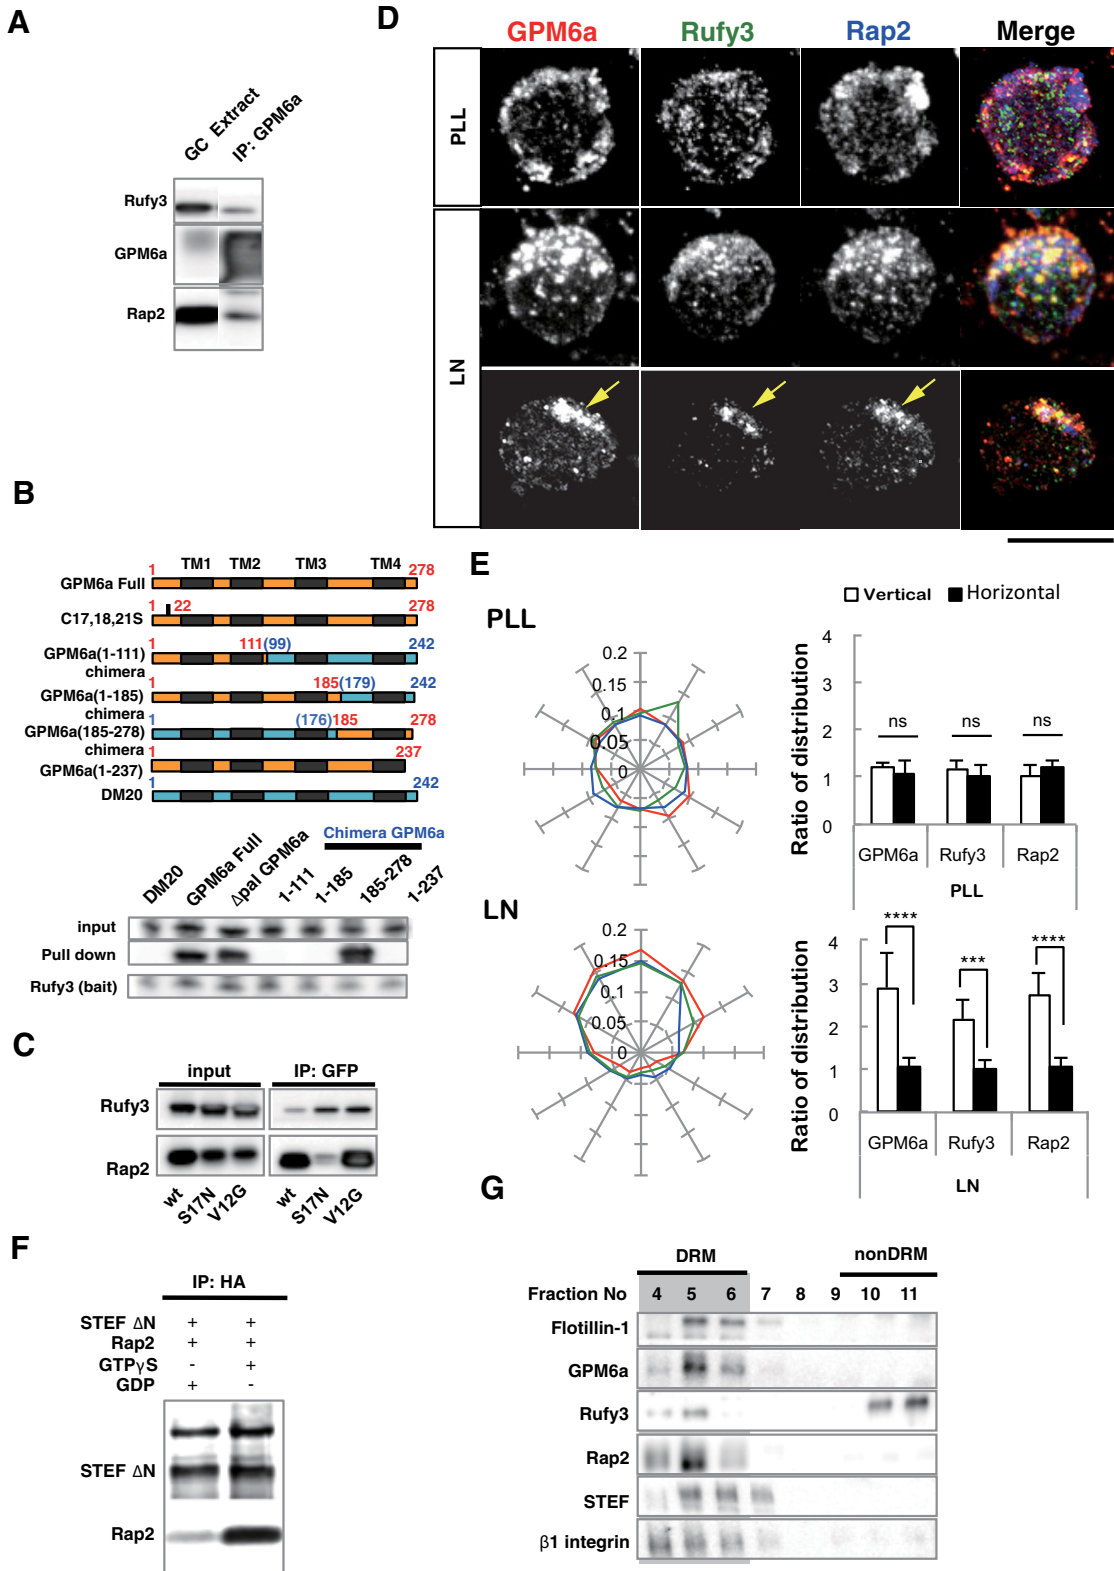 A
GC Extract
IP: GPM6a
Rufy3
GPM6a
Rap2
B
TM1 TM2 TM3 TM4
1 278
GPM6a Full
1 22 278
C17,18,21S
1 111(99) 242
GPM6a(1-111)
chimera
1 185(179) 242
GPM6a(1-185)
chimera
1 (176) 185 278
GPM6a(185-278)
chimera
1 237
GPM6a(1-237)
1 242
DM20
Chimera GPM6a
DM20
GPM6a Full
Δpal GPM6a
1-111
1-185
185-278
1-237
input
Pull down
Rufy3 (bait)
C
input IP: GFP
Rufy3
Rap2
wt S17N V12G wt S17N V12G
D
GPM6a Rufy3 Rap2 Merge
PLL
LN
E
Vertical Horizontal
PLL
0.2
0.15
0.1
0.05
0
Ratio of distribution
4
3
2
1
0
ns ns ns
GPM6a Rufy3 Rap2
PLL
LN
0.2
0.15
0.1
0.05
0
Ratio of distribution
4
3
2
1
0
**** *** ****
GPM6a Rufy3 Rap2
LN
F
IP: HA
STEF ΔN + +
Rap2 + +
GTPγS - +
GDP + -
STEF ΔN
Rap2
G
DRM nonDRM
Fraction No 4 5 6 7 8 9 10 11
Flotillin-1
GPM6a
Rufy3
Rap2
STEF
β1 integrin